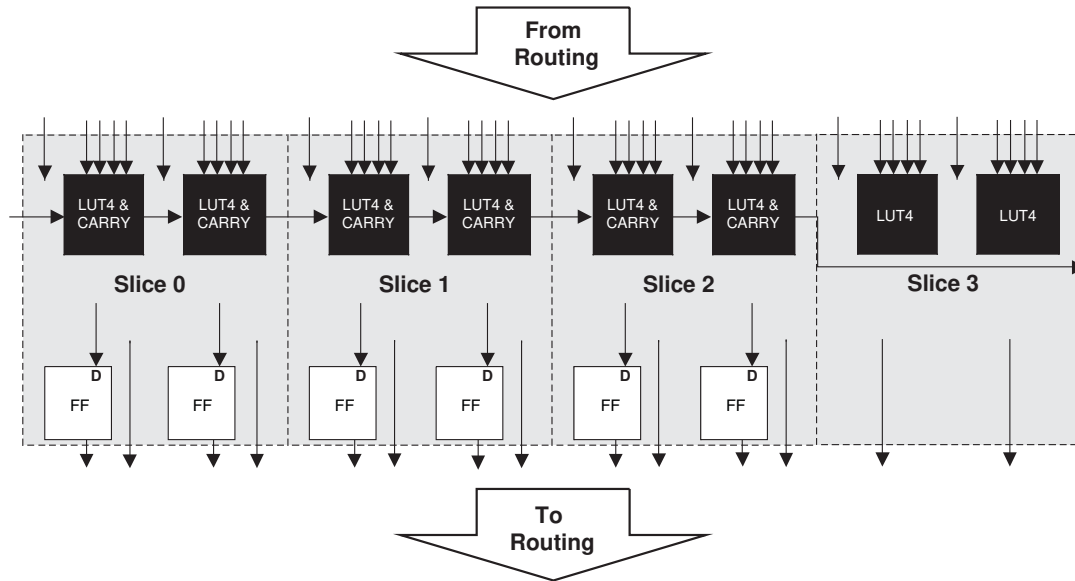 From
Routing
LUT4 &
CARRY
LUT4 &
CARRY
LUT4 &
CARRY
LUT4 &
CARRY
LUT4 &
CARRY
LUT4 &
CARRY
LUT4
LUT4
Slice 0
Slice 1
Slice 2
Slice 3
D
FF
D
FF
D
FF
D
FF
D
FF
D
FF
To
Routing